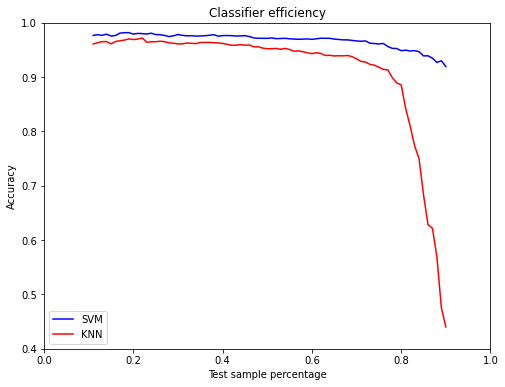 Classifier efficiency
1.0
0.9
0.8
0.7
0.6
0.5
0.4
Accuracy
SVM
KNN
0.0 0.2 0.4 0.6 0.8 1.0
Test sample percentage